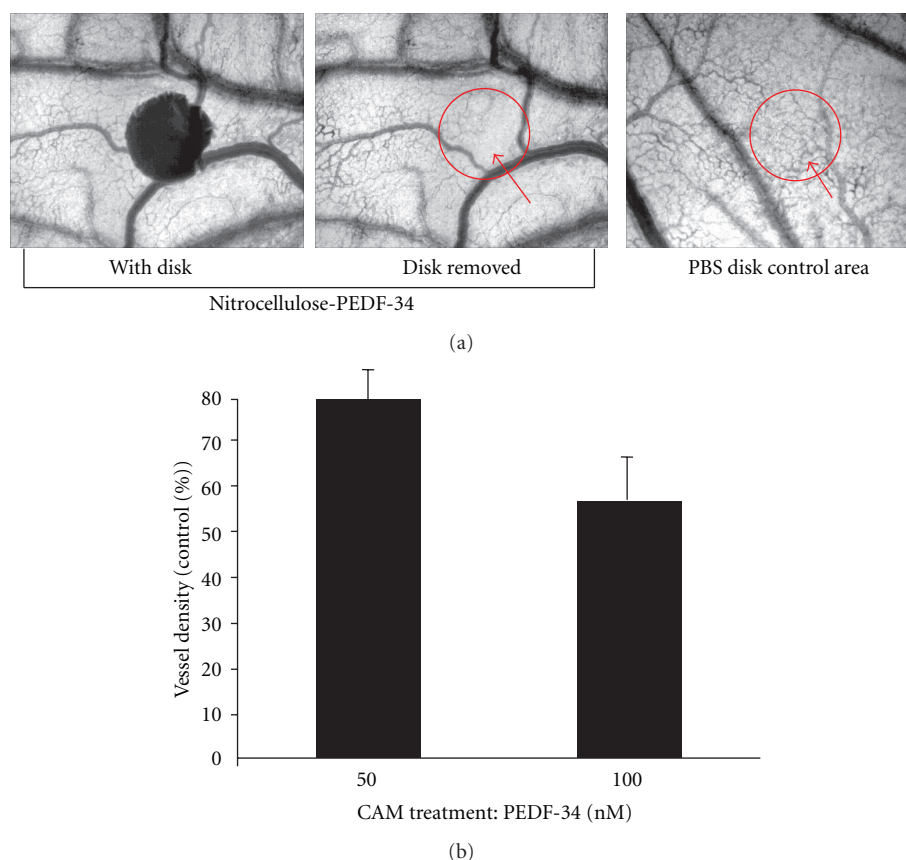 With disk
Disk removed
PBS disk control area
Nitrocellulose-PEDF-34
(a)
Vessel density (control (%))
80
70
60
50
40
30
20
10
0
50
100
CAM treatment: PEDF-34 (nM)
(b)